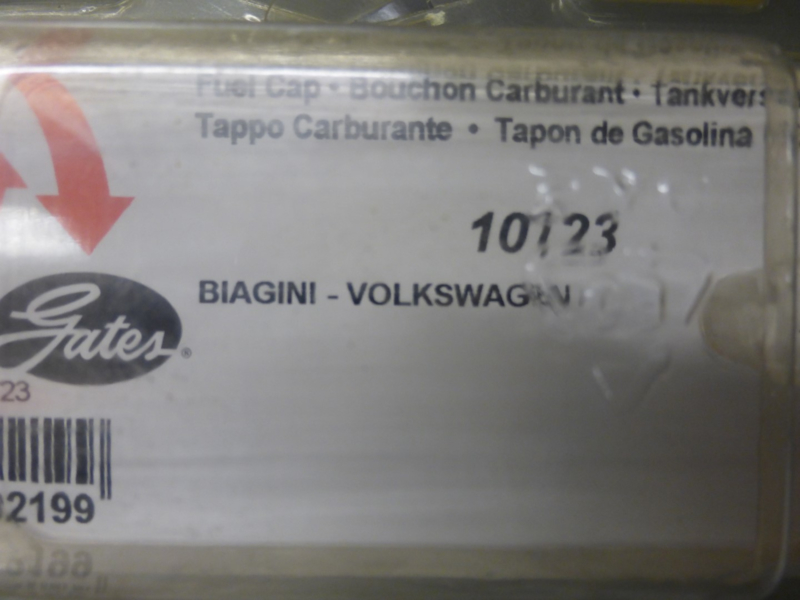 Fuel Cap • Bouchon Carburant • Tankvers
Tappo Carburante • Tapon de Gasolina
10123
BIAGINI - VOLKSWAGEN
Gates®
23
2199